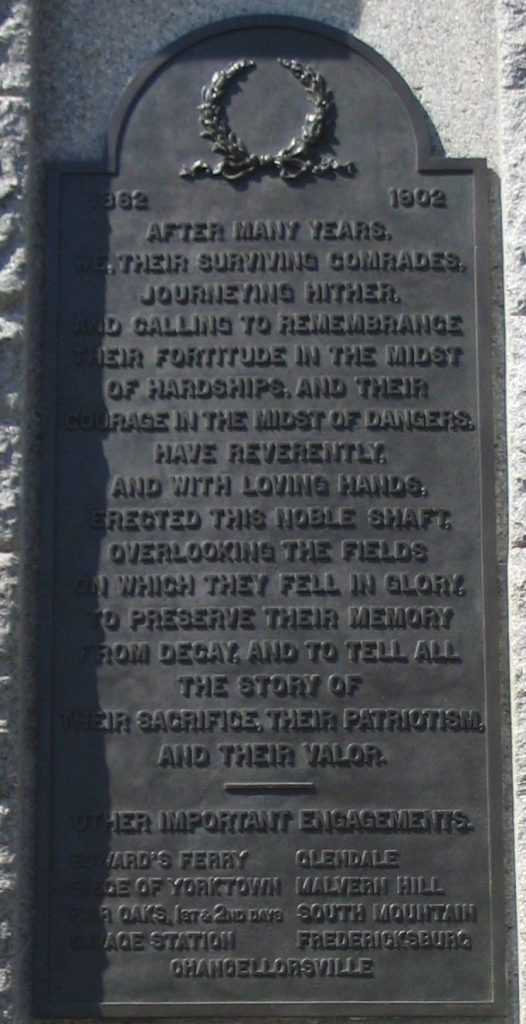 1862 1902
AFTER MANY YEARS,
WE, THEIR SURVIVING COMRADES,
JOURNEYING HITHER,
AND CALLING TO REMEMBRANCE
THEIR FORTITUDE IN THE MIDST
OF HARDSHIPS, AND THEIR
COURAGE IN THE MIDST OF DANGERS,
HAVE REVERENTLY,
AND WITH LOVING HANDS,
ERECTED THIS NOBLE SHAFT,
OVERLOOKING THE FIELDS
ON WHICH THEY FELL IN GLORY,
TO PRESERVE THEIR MEMORY
FROM DECAY, AND TO TELL ALL
THE STORY OF
THEIR SACRIFICE, THEIR PATRIOTISM,
AND THEIR VALOR.
OTHER IMPORTANT ENGAGEMENTS.
EDWARD'S FERRY GLENDALE
SIEGE OF YORKTOWN MALVERN HILL
FAIR OAKS, 1ST & 2ND DAYS SOUTH MOUNTAIN
SAVAGE STATION FREDERICKSBURG
CHANCELLORSVILLE